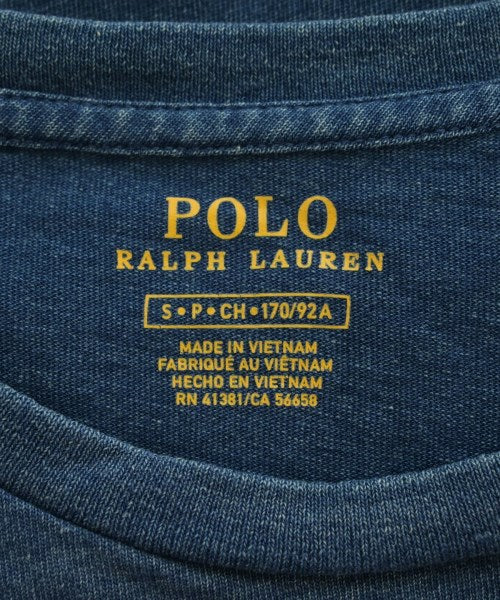 POLO
RALPH LAUREN
S•P•CH•170/92A
MADE IN VIETNAM
FABRIQUÉ AU VIÊTNAM
HECHO EN VIETNAM
RN 41381/CA 56658